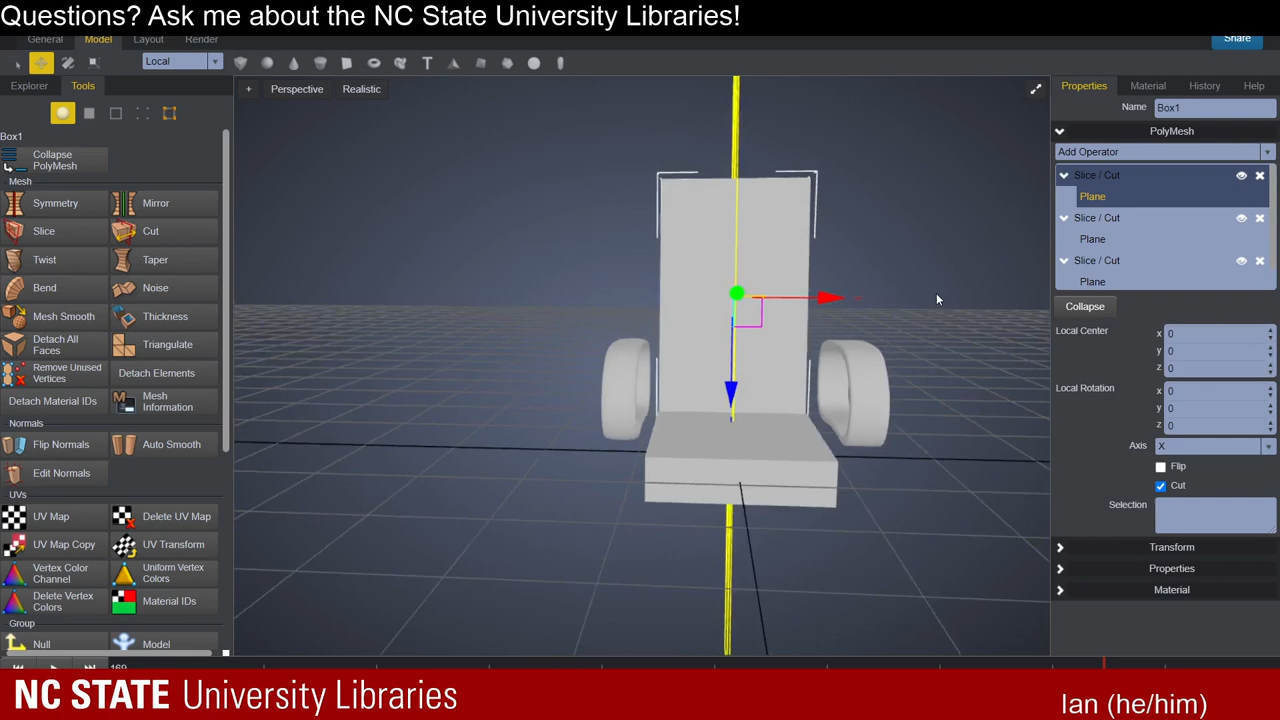 Questions? Ask me about the NC State University Libraries!
General Model Layout Render Share
Local
Explorer Tools + Perspective Realistic Properties Material History Help
Name Box1
Box1
PolyMesh
Collapse PolyMesh
Add Operator
Mesh
Slice / Cut
Symmetry Mirror
Plane
Slice Cut
Slice / Cut
Twist Taper
Plane
Bend Noise
Slice / Cut
Plane
Mesh Smooth Thickness
Collapse
Detach All Faces Triangulate
Local Center x 0
y 0
z 0
Remove Unused Vertices Detach Elements
Local Rotation x 0
y 0
z 0
Detach Material IDs Mesh Information
Normals
Flip Normals Auto Smooth
Axis X
Flip
Edit Normals
Cut
UVs
Selection
UV Map Delete UV Map
UV Map Copy UV Transform
Transform
Vertex Color Channel Uniform Vertex Colors
Properties
Material
Delete Vertex Colors Material IDs
Group
Null Model
169
NC STATE University Libraries
Ian (he/him)